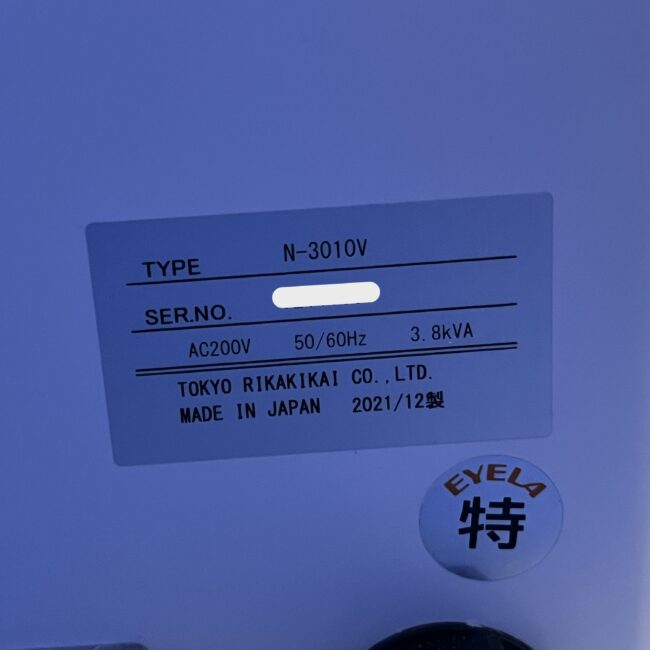 TYPE N-3010V
SER.NO.
AC200V 50/60Hz 3.8kVA
TOKYO RIKAKIKAI CO.,LTD.
MADE IN JAPAN 2021/12製
EYELA
特